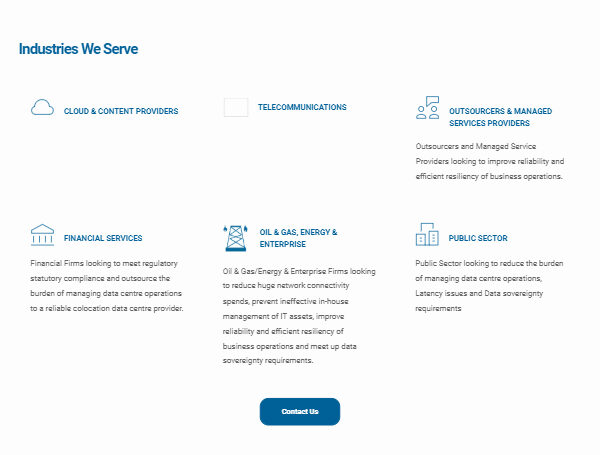 Industries We Serve
CLOUD & CONTENT PROVIDERS
TELECOMMUNICATIONS
OUTSOURCERS & MANAGED
SERVICES PROVIDERS
Outsourcers and Managed Service
Providers looking to improve reliability and
efficient resiliency of business operations.
FINANCIAL SERVICES
Financial Firms looking to meet regulatory
statutory compliance and outsource the
burden of managing data centre operations
to a reliable colocation data centre provider.
OIL & GAS, ENERGY &
ENTERPRISE
Oil & Gas/Energy & Enterprise Firms looking
to reduce huge network connectivity
spends, prevent ineffective in-house
management of IT assets, improve
reliability and efficient resiliency of
business operations and meet up data
sovereignty requirements.
PUBLIC SECTOR
Public Sector looking to reduce the burden
of managing data centre operations,
Latency issues and Data sovereignty
requirements
Contact Us